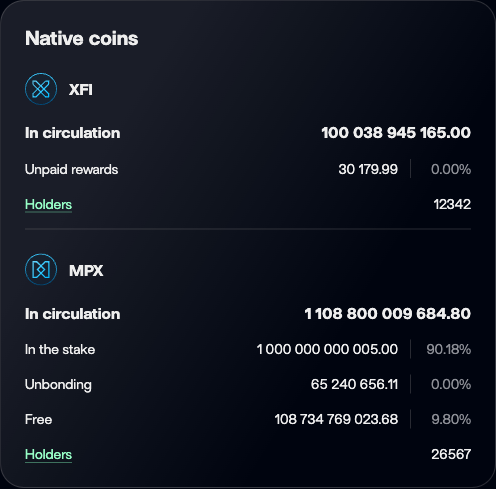 Native coins
XFI
In circulation 100 038 945 165.00
Unpaid rewards 30 179.99 0.00%
Holders 12342
MPX
In circulation 1 108 800 009 684.80
In the stake 1 000 000 000 005.00 90.18%
Unbonding 65 240 656.11 0.00%
Free 108 734 769 023.68 9.80%
Holders 26567